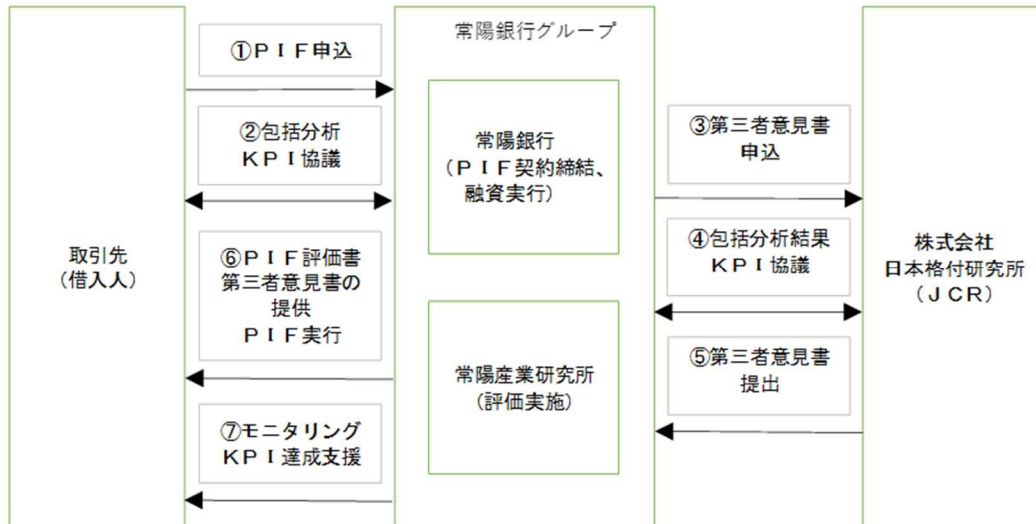 常陽銀行グループ
①ＰＩＦ申込
②包括分析
ＫＰＩ協議
⑥ＰＩＦ評価書
第三者意見書の
提供
ＰＩＦ実行
⑦モニタリング
ＫＰＩ達成支援
取引先
（借入人）
常陽銀行
（ＰＩＦ契約締結、
融資実行）
常陽産業研究所
（評価実施）
③第三者意見書
申込
④包括分析結果
ＫＰＩ協議
⑤第三者意見書
提出
株式会社
日本格付研究所
（ＪＣＲ）